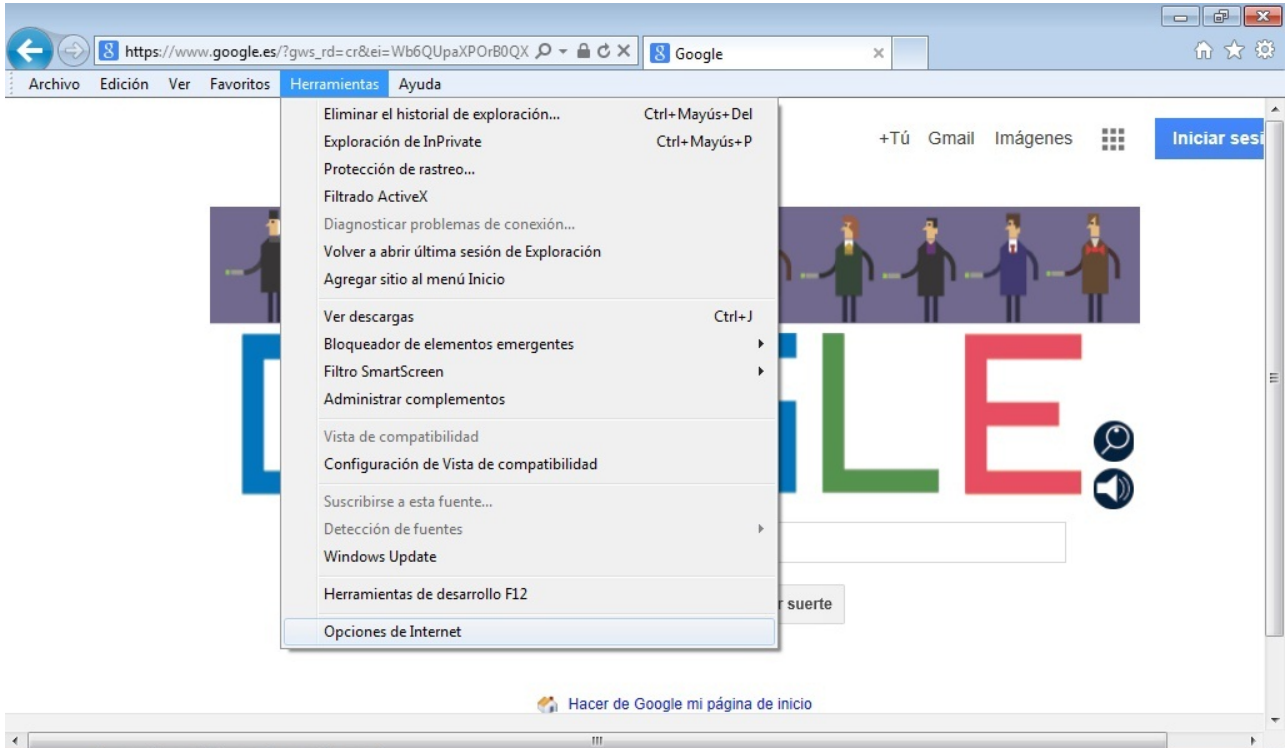 https://www.google.es/?gws_rd=cr&ei=Wb6QUpaXPOrB0QX
Google
Archivo Edición Ver Favoritos Herramientas Ayuda
Eliminar el historial de exploración... Ctrl+Mayús+Del
Exploración de InPrivate Ctrl+Mayús+P
Protección de rastreo...
Filtrado ActiveX
Diagnosticar problemas de conexión...
Volver a abrir última sesión de Exploración
Agregar sitio al menú Inicio
Ver descargas Ctrl+J
Bloqueador de elementos emergentes
Filtro SmartScreen
Administrar complementos
Vista de compatibilidad
Configuración de Vista de compatibilidad
Suscribirse a esta fuente...
Detección de fuentes
Windows Update
Herramientas de desarrollo F12
Opciones de Internet
+Tú Gmail Imágenes Iniciar sesi
G L E
r suerte
Hacer de Google mi página de inicio